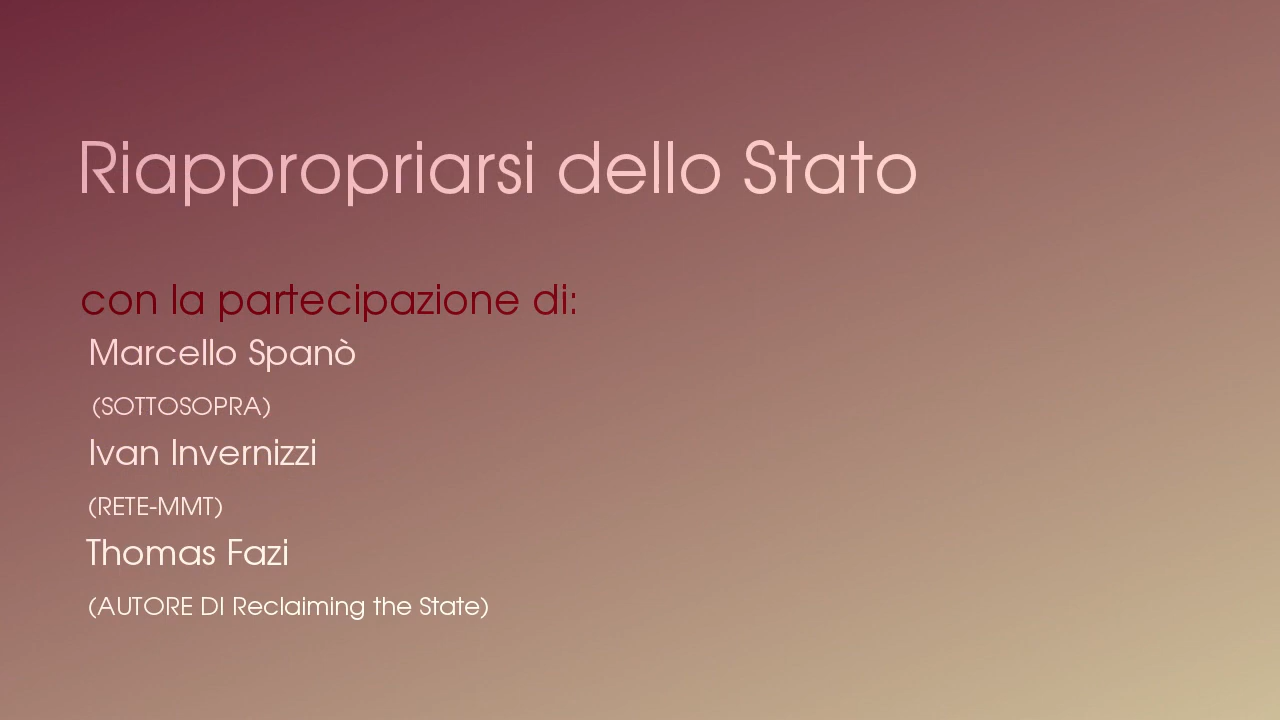 Riappropriarsi dello Stato
con la partecipazione di:
Marcello Spanò
(SOTTOSOPRA)
Ivan Invernizzi
(RETE-MMT)
Thomas Fazi
(AUTORE DI Reclaiming the State)